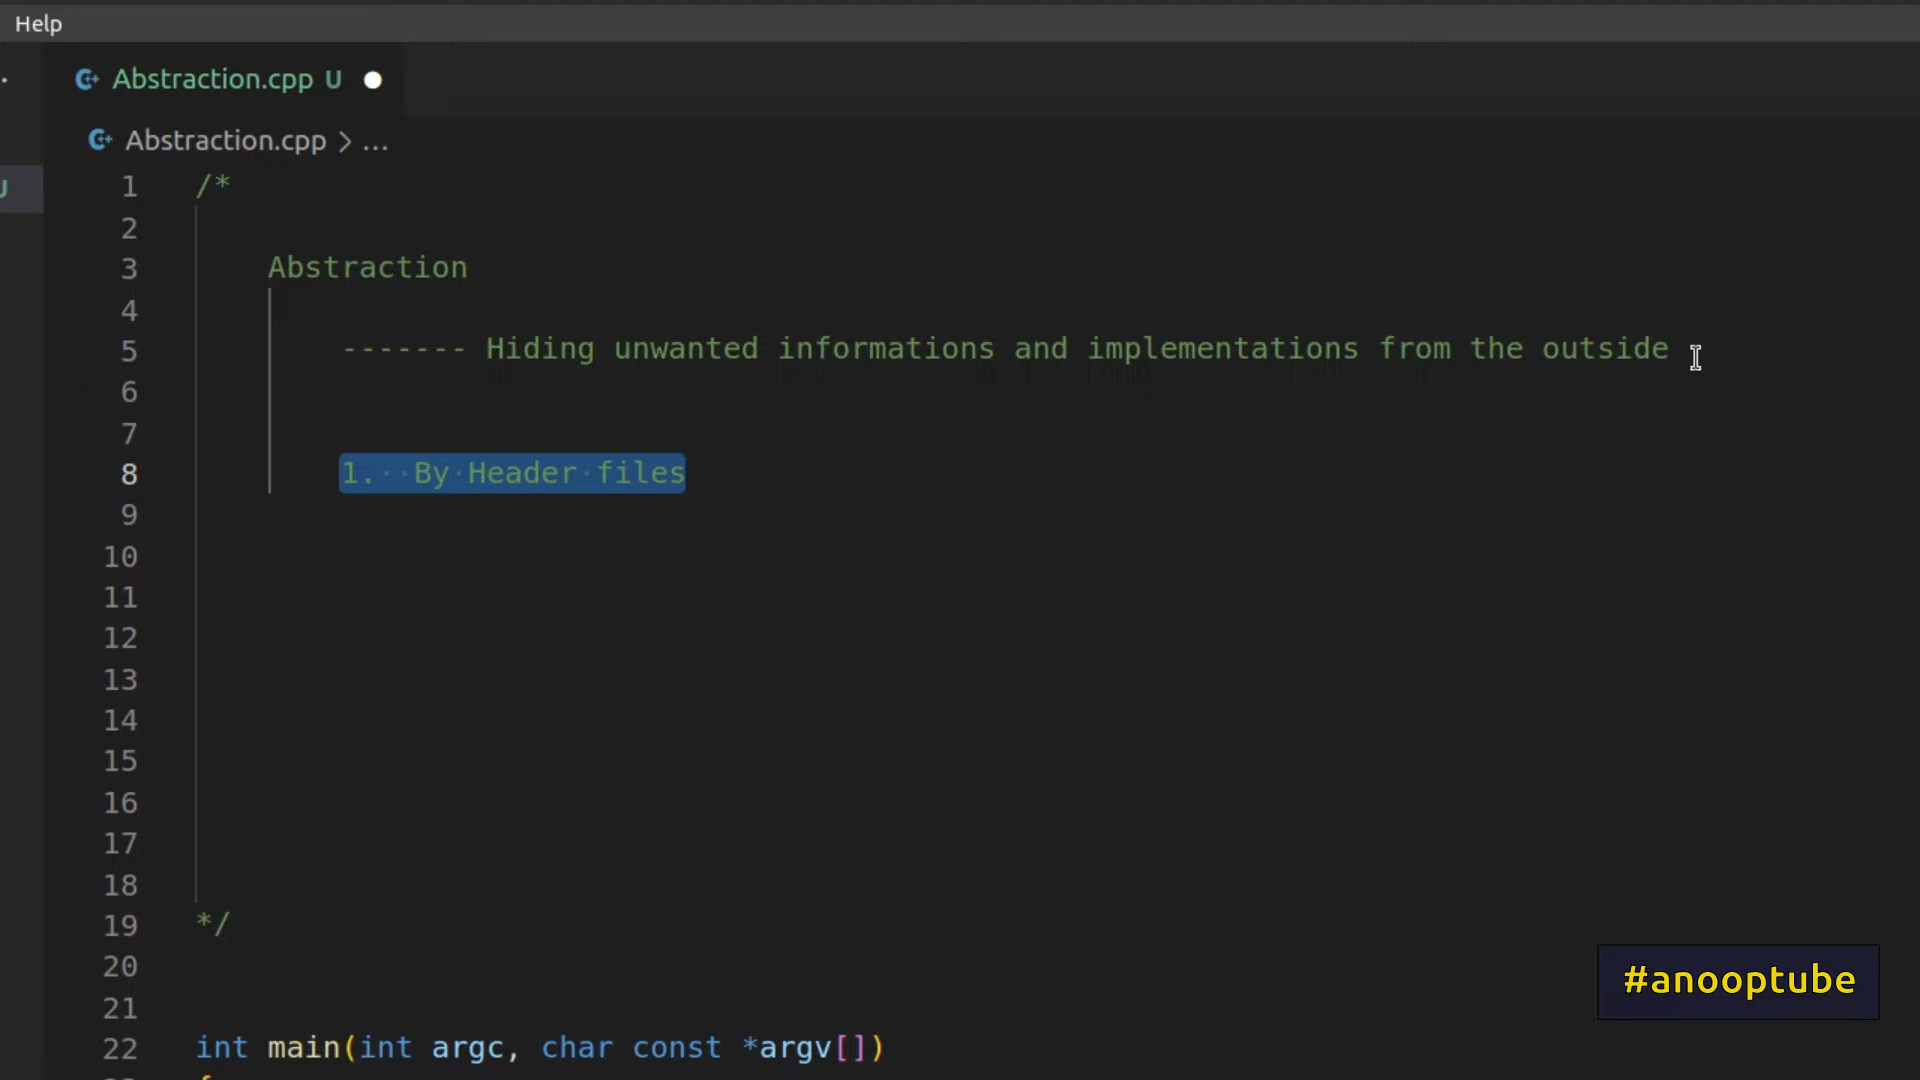 Help
Abstraction.cpp U
Abstraction.cpp > ...
U
1 /*
2
3 Abstraction
4
5 ------- Hiding unwanted informations and implementations from the outside
6
7
8 1. By Header files
9
10
11
12
13
14
15
16
17
18
19 */
20
21
22 int main(int argc, char const *argv[])
#anooptube